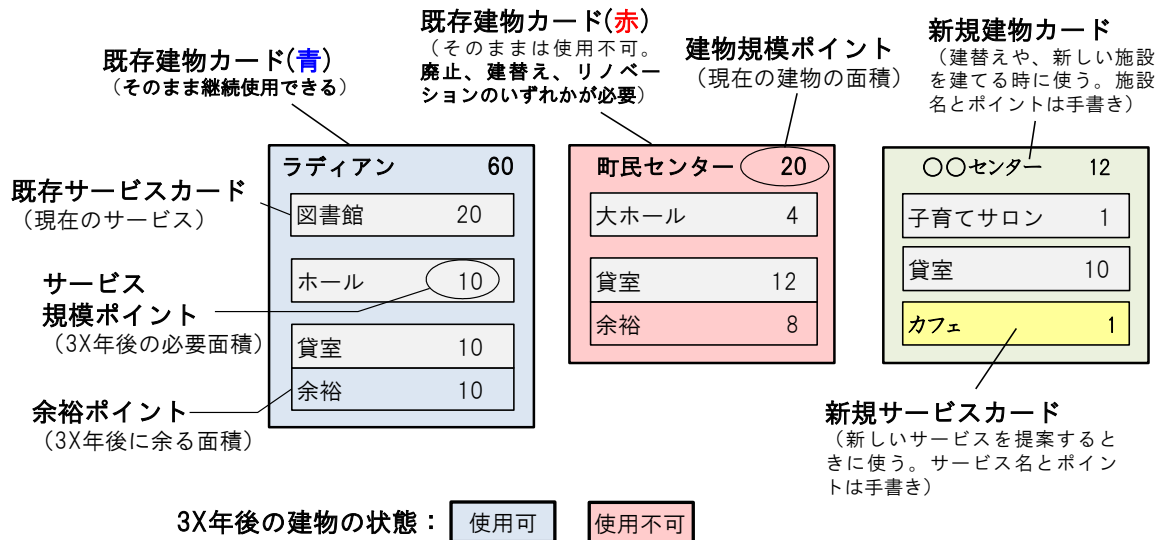 既存建物カード(青)
(そのまま継続使用できる)
既存建物カード(赤)
(そのままは使用不可。
廃止、建替え、リノベー
ションのいずれかが必要)
建物規模ポイント
(現在の建物の面積)
新規建物カード
(建替えや、新しい施設
を建てる時に使う。施設
名とポイントは手書き)
既存サービスカード
(現在のサービス)
サービス
規模ポイント
(3X年後の必要面積)
余裕ポイント
(3X年後に余る面積)
ラディアン 60
図書館 20
ホール 10
貸室 10
余裕 10
町民センター 20
大ホール 4
貸室 12
余裕 8
〇〇センター 12
子育てサロン 1
貸室 10
カフェ 1
新規サービスカード
(新しいサービスを提案すると
きに使う。サービス名とポイン
トは手書き)
3X年後の建物の状態: 使用可 使用不可